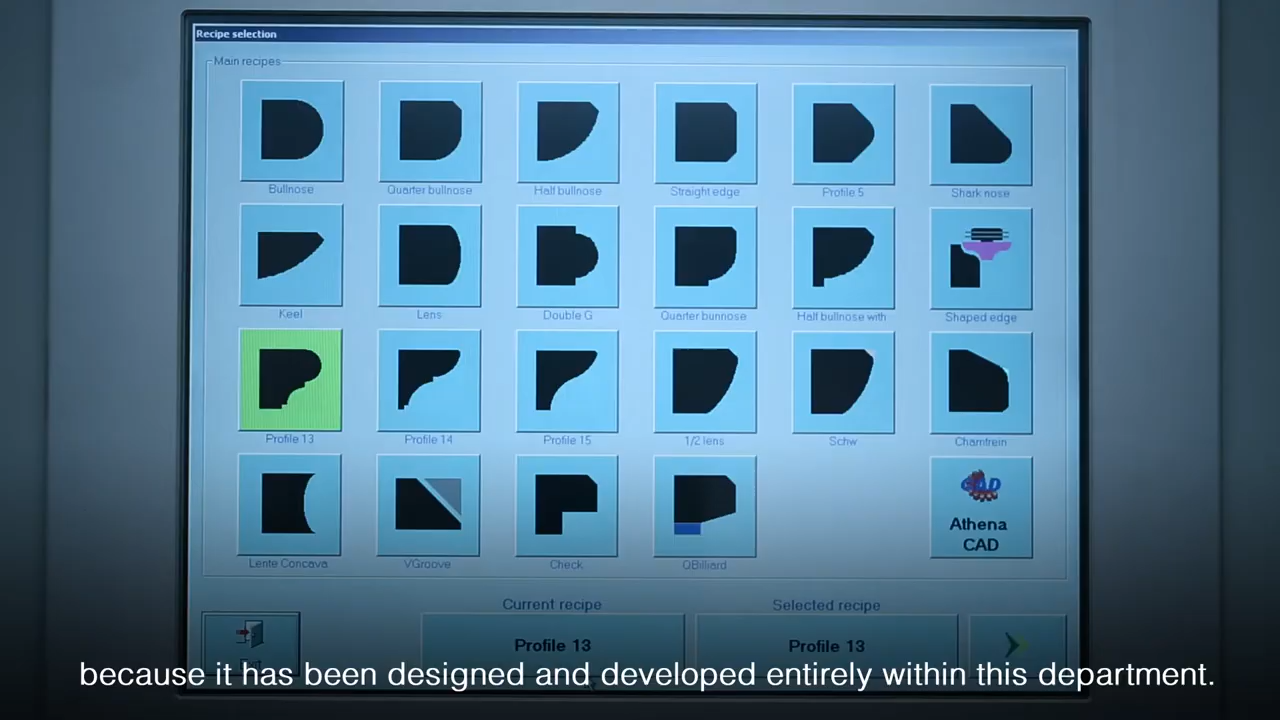 Recipe selection
Main recipes
Bullnose
Quarter bullnose
Half bullnose
Straight edge
Profile 5
Shark nose
Keel
Lens
Double G
Quarter bunnose
Half bullnose with
Shaped edge
Profile 13
Profile 14
Profile 15
1/2 lens
Schw
Chamfrein
Lente Concava
VGroove
Check
QBilliard
CAD
Athena
CAD
Current recipe
Selected recipe
Profile 13
Profile 13
because it has been designed and developed entirely within this department.